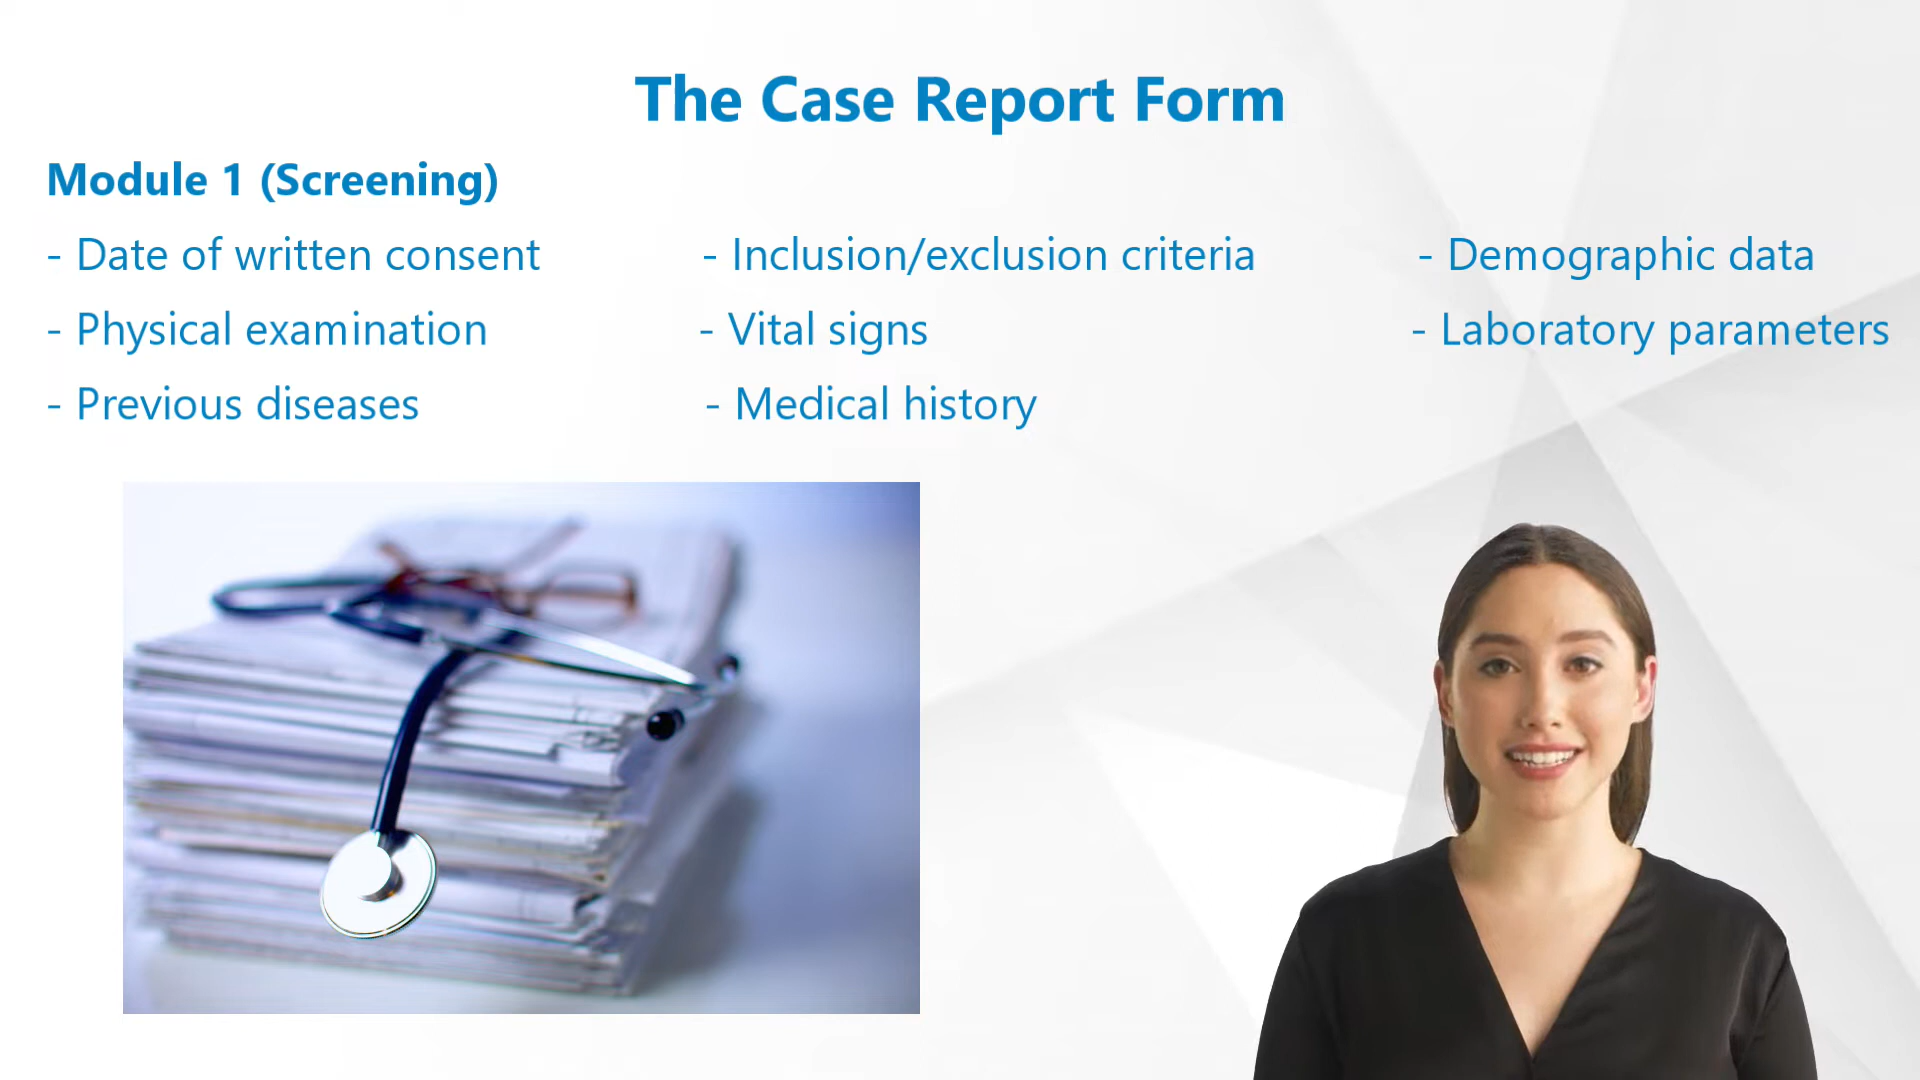 The Case Report Form
Module 1 (Screening)
- Date of written consent - Inclusion/exclusion criteria - Demographic data
- Physical examination - Vital signs - Laboratory parameters
- Previous diseases - Medical history